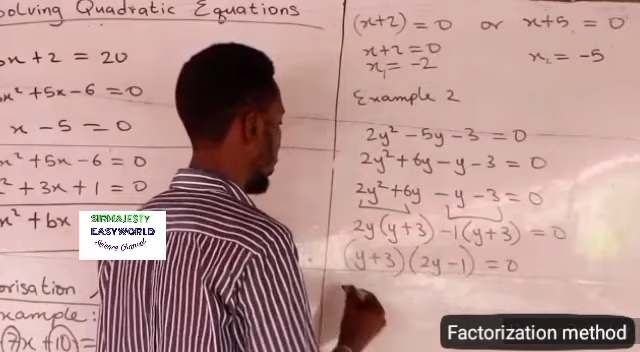 Solving Quadratic Equations
x + 2 = 20
x² + 5x - 6 = 0
x - 5 = 0
x² + 5x - 6 = 0
² + 3x + 1 = 0
x² + bx
SIRMAJESTY
EASYWORLD
-Science Channel-
orisation
xample:
(7x + 10) =
(x+2) = 0 or x+5 = 0
x+2 = 0
x₁ = -2 x₂ = -5
Example 2
2y² - 5y - 3 = 0
2y² + 6y - y - 3 = 0
2y² + 6y - y - 3 = 0
2y(y+3) -1(y+3) = 0
(y+3)(2y-1) = 0
Factorization method